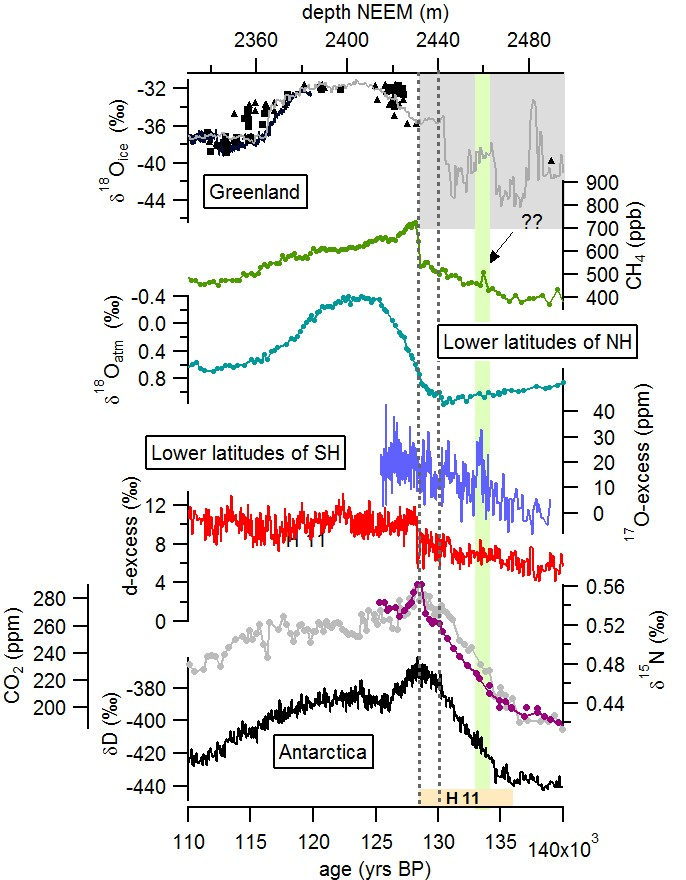 depth NEEM (m)
2360 2400 2440 2480
-32
-36
-40
-44
δ 18Oice (‰)
Greenland
900
800
700
600
500
400
CH4 (ppb)
??
-0.4
0.0
0.4
0.8
δ 18Oatm (‰)
Lower latitudes of NH
40
30
20
10
0
17O-excess (ppm)
Lower latitudes of SH
12
8
4
0
d-excess (‰)
H 11
280
260
240
220
200
CO2 (ppm)
0.56
0.52
0.48
0.44
δ 15N (‰)
-380
-400
-420
-440
δD (‰)
Antarctica
H 11
110 115 120 125 130 135 140x10³
age (yrs BP)